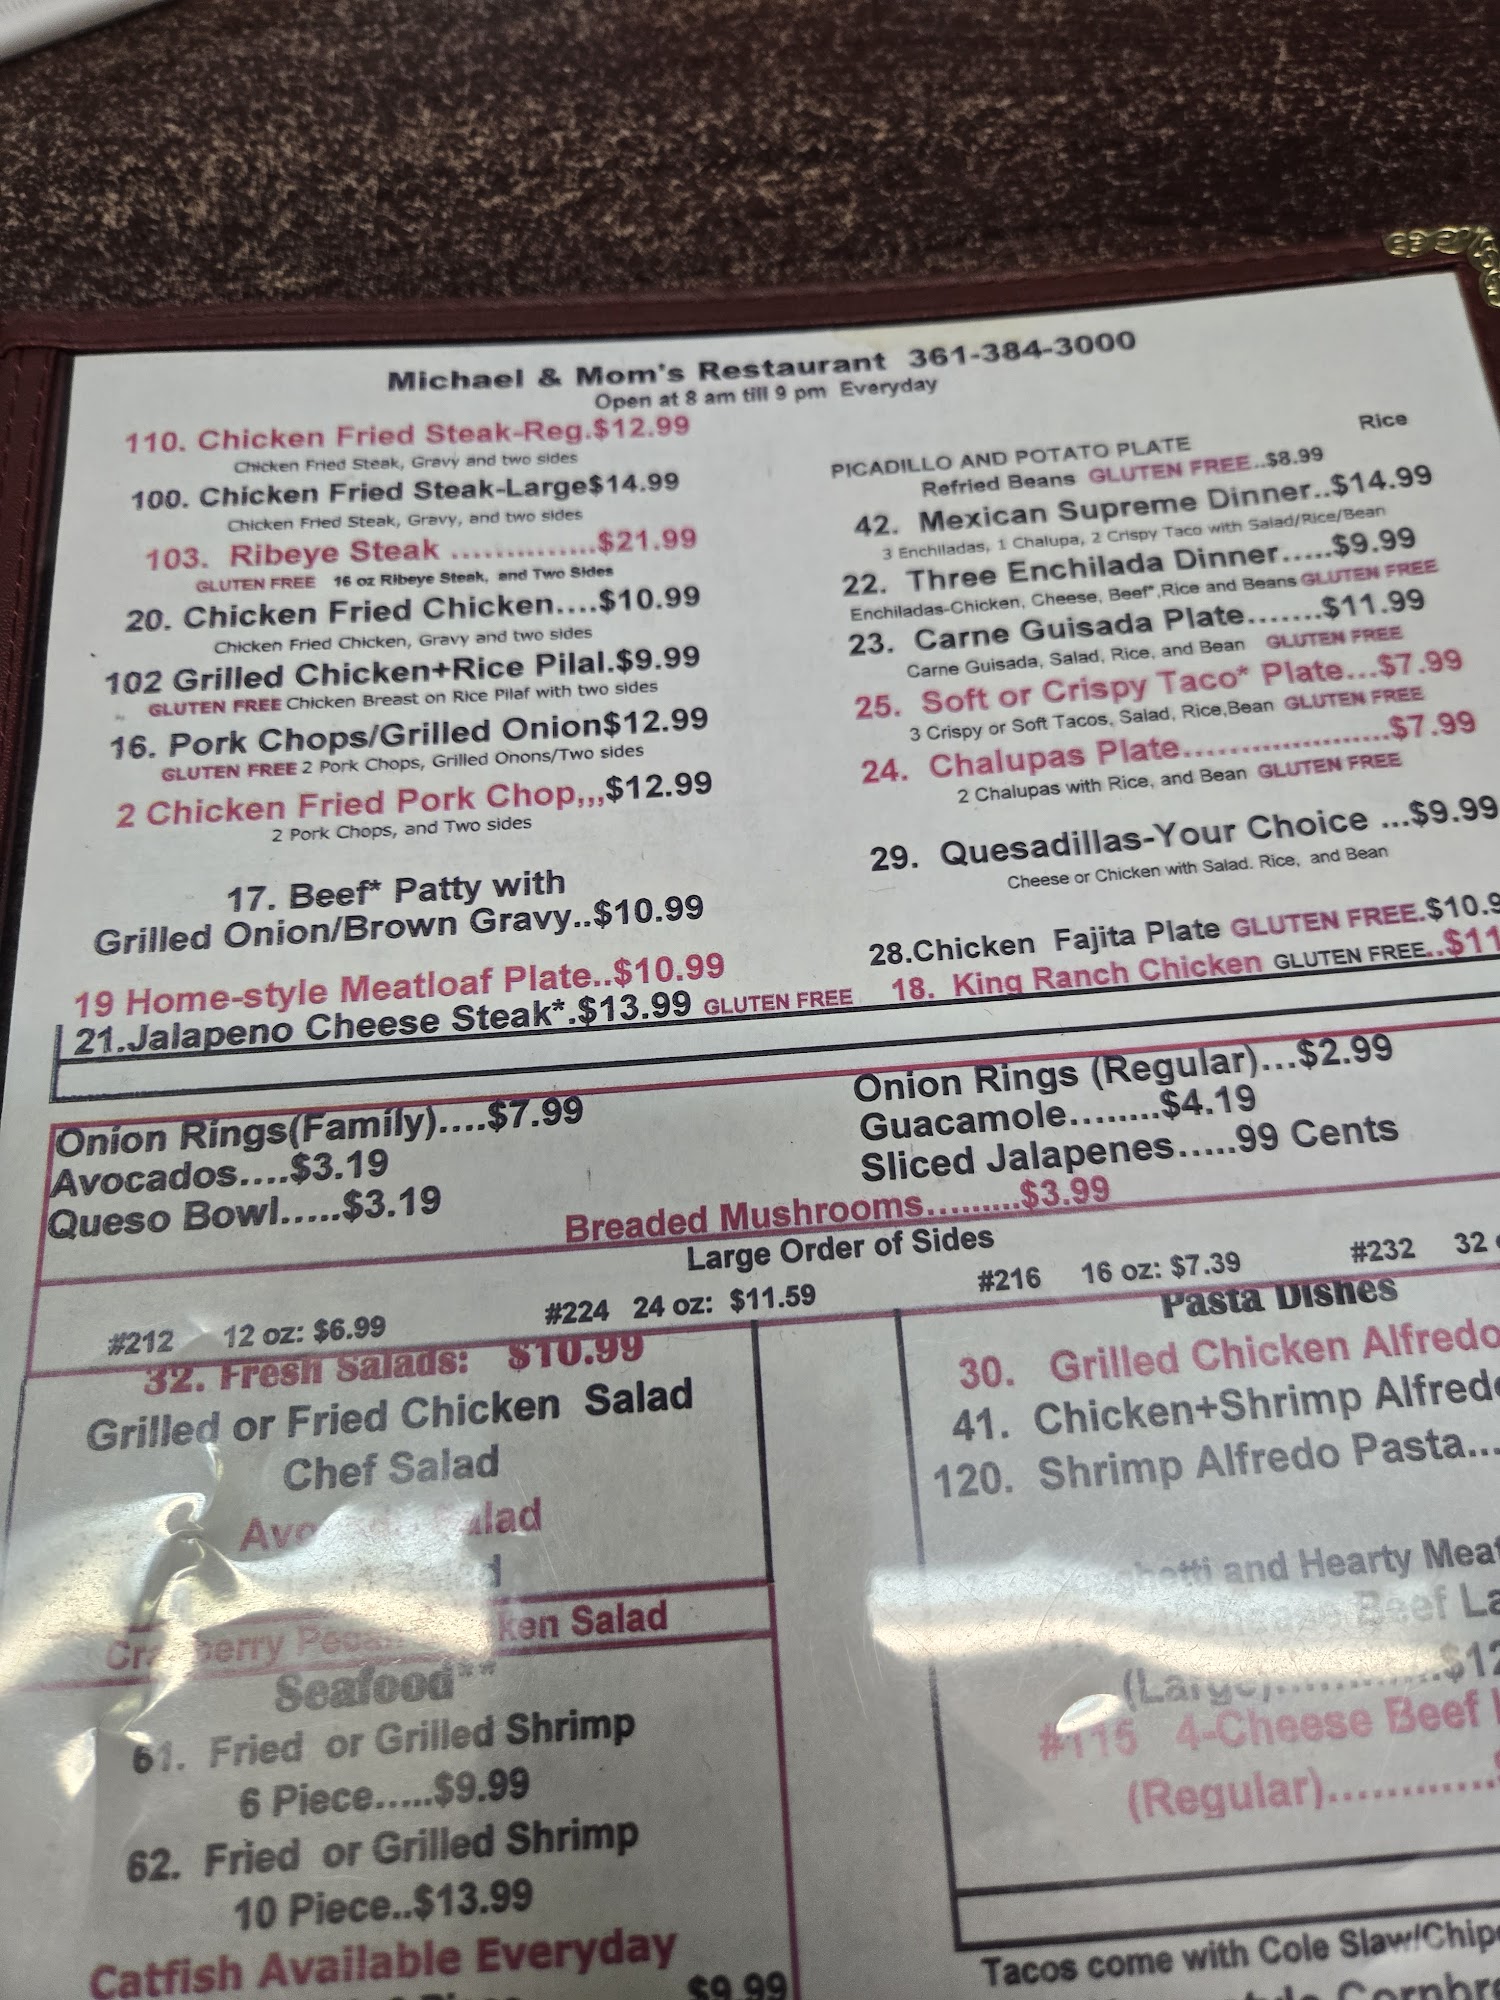 Michael & Mom's Restaurant 361-384-3000
Open at 8 am till 9 pm Everyday
110. Chicken Fried Steak-Reg.$12.99
Chicken Fried Steak, Gravy and two sides
100. Chicken Fried Steak-Large$14.99
Chicken Fried Steak, Gravy, and two sides
103. Ribeye Steak ..............$21.99
GLUTEN FREE 16 oz Ribeye Steak, and Two Sides
20. Chicken Fried Chicken....$10.99
Chicken Fried Chicken, Gravy and two sides
102 Grilled Chicken+Rice Pilal.$9.99
GLUTEN FREE Chicken Breast on Rice Pilaf with two sides
16. Pork Chops/Grilled Onion$12.99
GLUTEN FREE 2 Pork Chops, Grilled Onons/Two sides
2 Chicken Fried Pork Chop,,,$12.99
2 Pork Chops, and Two sides
17. Beef* Patty with
Grilled Onion/Brown Gravy..$10.99
19 Home-style Meatloaf Plate..$10.99
21.Jalapeno Cheese Steak*.$13.99 GLUTEN FREE
Rice
PICADILLO AND POTATO PLATE
Refried Beans GLUTEN FREE..$8.99
42. Mexican Supreme Dinner..$14.99
3 Enchiladas, 1 Chalupa, 2 Crispy Taco with Salad/Rice/Bean
22. Three Enchilada Dinner.....$9.99
Enchiladas-Chicken, Cheese, Beef*,Rice and Beans GLUTEN FREE
23. Carne Guisada Plate.......$11.99
Carne Guisada, Salad, Rice, and Bean GLUTEN FREE
25. Soft or Crispy Taco* Plate...$7.99
3 Crispy or Soft Tacos, Salad, Rice,Bean GLUTEN FREE
24. Chalupas Plate....................$7.99
2 Chalupas with Rice, and Bean GLUTEN FREE
29. Quesadillas-Your Choice ...$9.99
Cheese or Chicken with Salad. Rice, and Bean
28.Chicken Fajita Plate GLUTEN FREE.$10.9
18. King Ranch Chicken GLUTEN FREE..$11
Onion Rings(Family)....$7.99
Avocados....$3.19
Queso Bowl.....$3.19
Onion Rings (Regular)...$2.99
Guacamole........$4.19
Sliced Jalapenes.....99 Cents
Breaded Mushrooms.........$3.99
Large Order of Sides
#212 12 oz: $6.99 #224 24 oz: $11.59 #216 16 oz: $7.39 #232 32
32. Fresh Salads: $10.99
Grilled or Fried Chicken Salad
Chef Salad
Salad
Salad
Seafood**
61. Fried or Grilled Shrimp
6 Piece.....$9.99
62. Fried or Grilled Shrimp
10 Piece..$13.99
Catfish Available Everyday
$9.99
Pasta Dishes
30. Grilled Chicken Alfredo
41. Chicken+Shrimp Alfred
120. Shrimp Alfredo Pasta...
and Hearty Mea
Beef La
(Large)..............$12
#115 4-Cheese Beef
(Regular)............
Tacos come with Cole Slaw/Chip